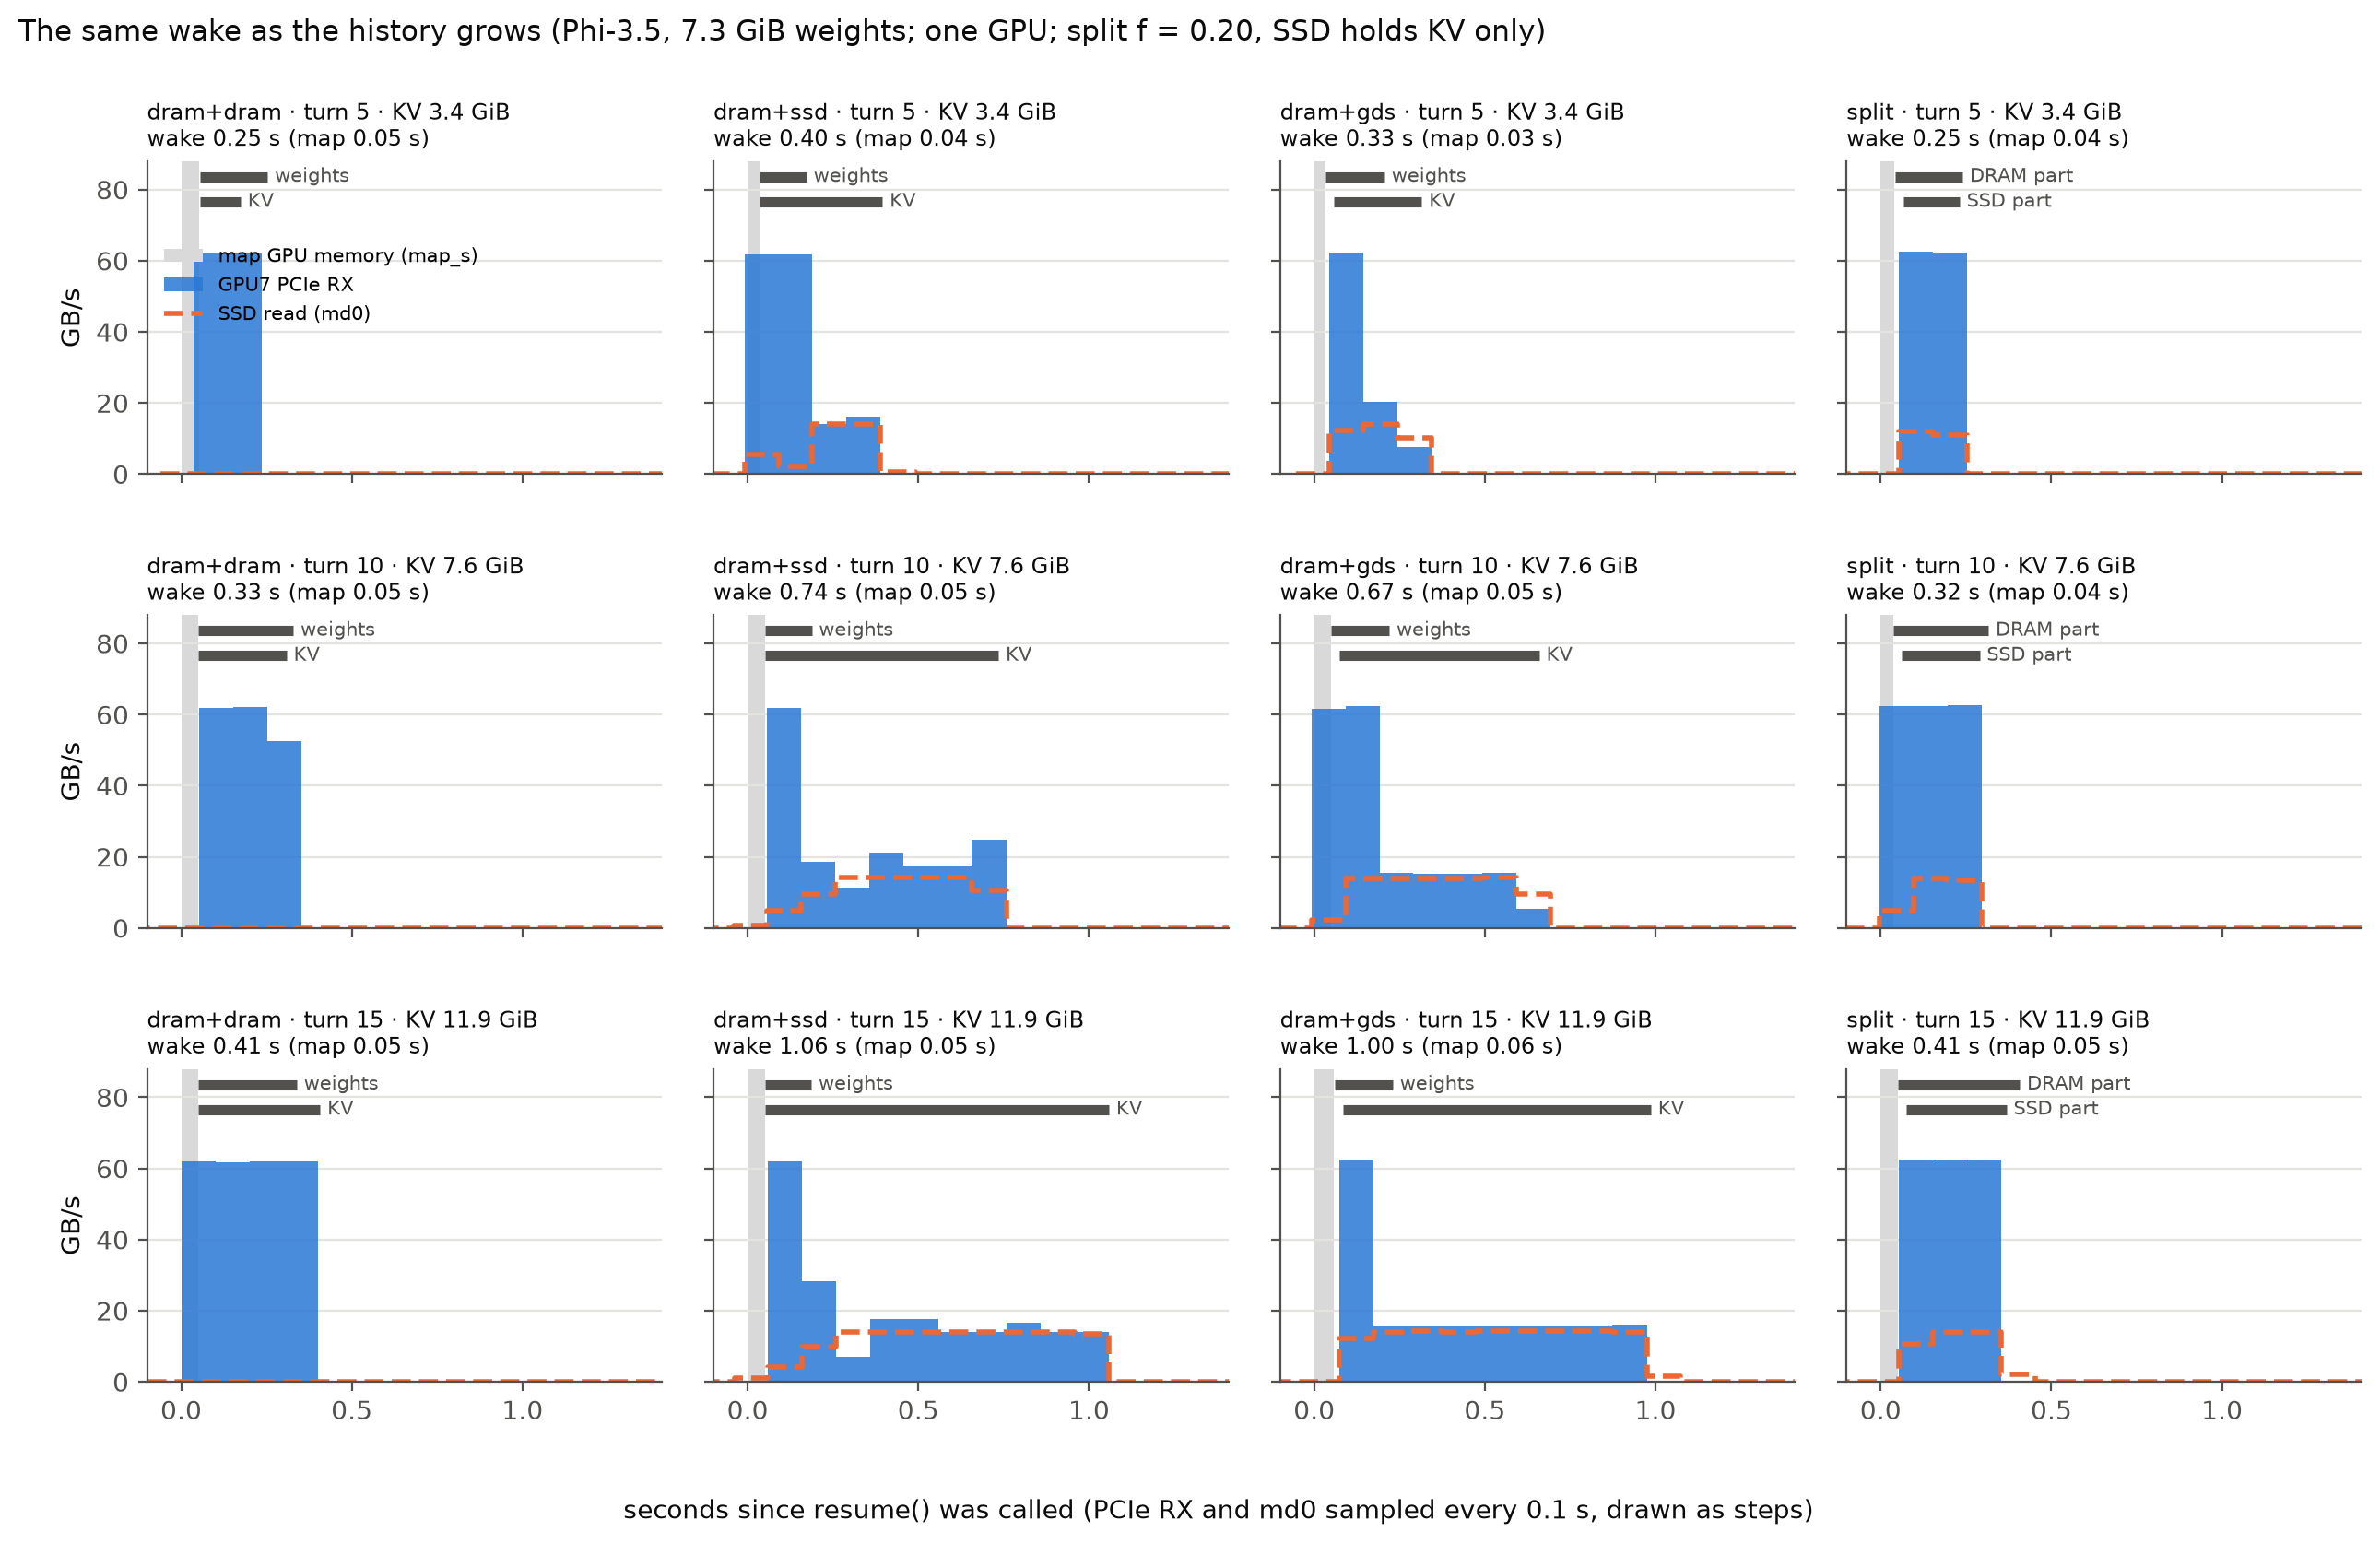 The same wake as the history grows (Phi-3.5, 7.3 GiB weights; one GPU; split f = 0.20, SSD holds KV only)
dram+dram · turn 5 · KV 3.4 GiB
wake 0.25 s (map 0.05 s)
dram+ssd · turn 5 · KV 3.4 GiB
wake 0.40 s (map 0.04 s)
dram+gds · turn 5 · KV 3.4 GiB
wake 0.33 s (map 0.03 s)
split · turn 5 · KV 3.4 GiB
wake 0.25 s (map 0.04 s)
GB/s
80
60
40
20
0
weights
KV
map GPU memory (map_s)
GPU7 PCIe RX
SSD read (md0)
weights
KV
weights
KV
DRAM part
SSD part
dram+dram · turn 10 · KV 7.6 GiB
wake 0.33 s (map 0.05 s)
dram+ssd · turn 10 · KV 7.6 GiB
wake 0.74 s (map 0.05 s)
dram+gds · turn 10 · KV 7.6 GiB
wake 0.67 s (map 0.05 s)
split · turn 10 · KV 7.6 GiB
wake 0.32 s (map 0.04 s)
GB/s
80
60
40
20
0
weights
KV
weights
KV
weights
KV
DRAM part
SSD part
dram+dram · turn 15 · KV 11.9 GiB
wake 0.41 s (map 0.05 s)
dram+ssd · turn 15 · KV 11.9 GiB
wake 1.06 s (map 0.05 s)
dram+gds · turn 15 · KV 11.9 GiB
wake 1.00 s (map 0.06 s)
split · turn 15 · KV 11.9 GiB
wake 0.41 s (map 0.05 s)
GB/s
80
60
40
20
0
weights
KV
weights
KV
weights
KV
DRAM part
SSD part
0.0 0.5 1.0
0.0 0.5 1.0
0.0 0.5 1.0
0.0 0.5 1.0
seconds since resume() was called (PCIe RX and md0 sampled every 0.1 s, drawn as steps)